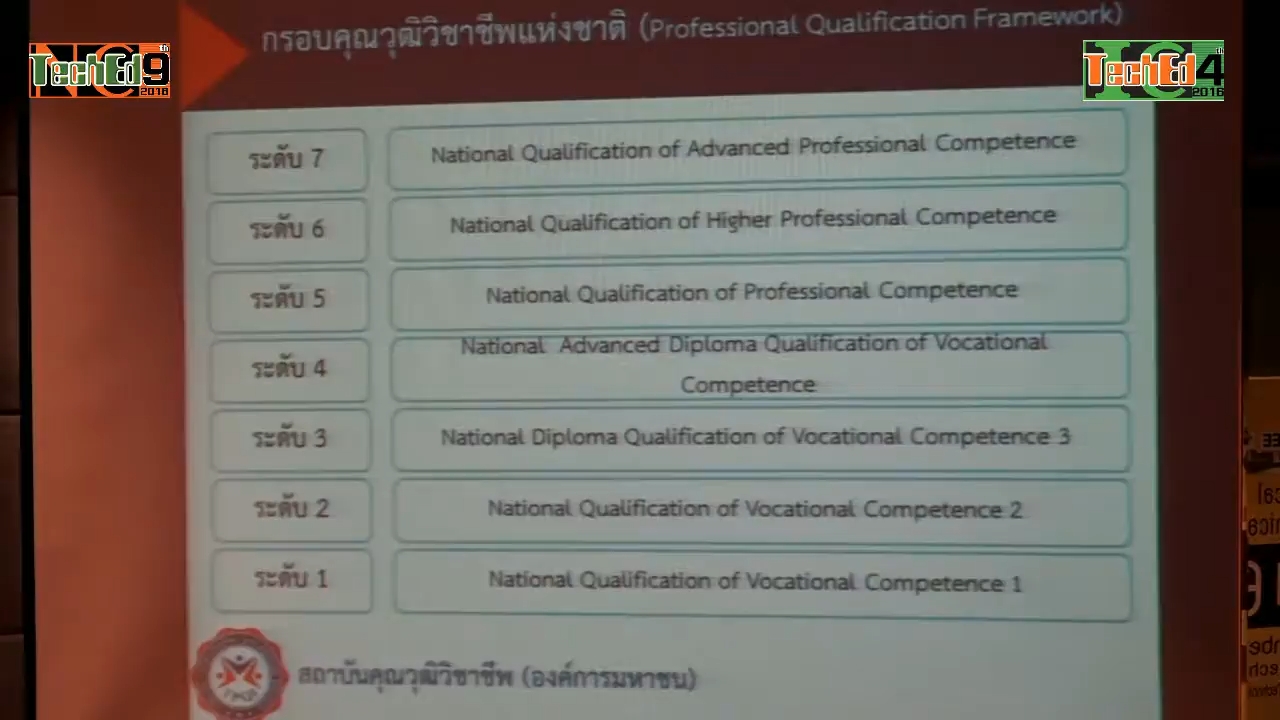 กรอบคุณวุฒิวิชาชีพแห่งชาติ (Professional Qualification Framework)
NC
TechEd9th
2016
IC
TechEd4th
2016
ระดับ 7 National Qualification of Advanced Professional Competence
ระดับ 6 National Qualification of Higher Professional Competence
ระดับ 5 National Qualification of Professional Competence
ระดับ 4 National Advanced Diploma Qualification of Vocational
Competence
ระดับ 3 National Diploma Qualification of Vocational Competence 3
ระดับ 2 National Qualification of Vocational Competence 2
ระดับ 1 National Qualification of Vocational Competence 1
สถาบันคุณวุฒิวิชาชีพ (องค์การมหาชน)